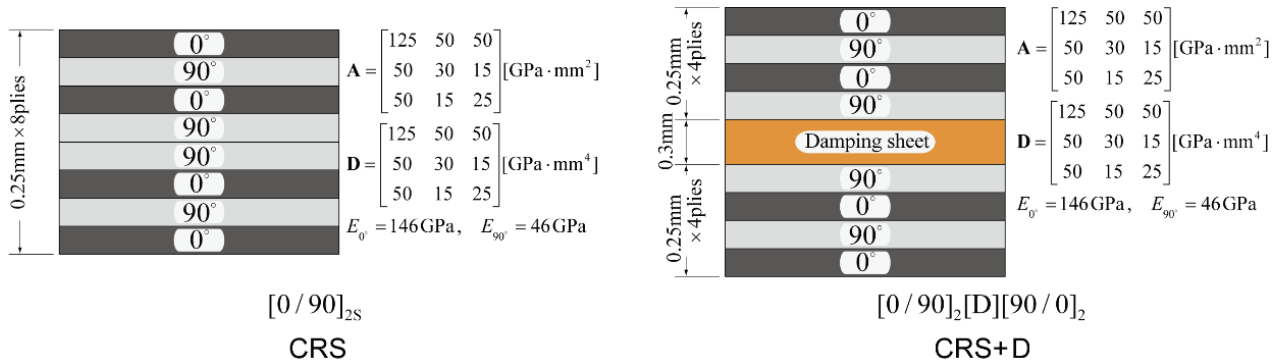 0.25mm×8plies
0°
90°
0°
90°
90°
0°
90°
0°
A = [125 50 50
50 30 15
50 15 25] [GPa·mm²]
D = [125 50 50
50 30 15
50 15 25] [GPa·mm⁴]
E0° = 146 GPa, E90° = 46 GPa
[0 / 90]2S
CRS
0.25mm
×4plies
0.3mm
0.25mm
×4plies
0°
90°
0°
90°
Damping sheet
90°
0°
90°
0°
A = [125 50 50
50 30 15
50 15 25] [GPa·mm²]
D = [125 50 50
50 30 15
50 15 25] [GPa·mm⁴]
E0° = 146 GPa, E90° = 46 GPa
[0 / 90]2[D][90 / 0]2
CRS+D